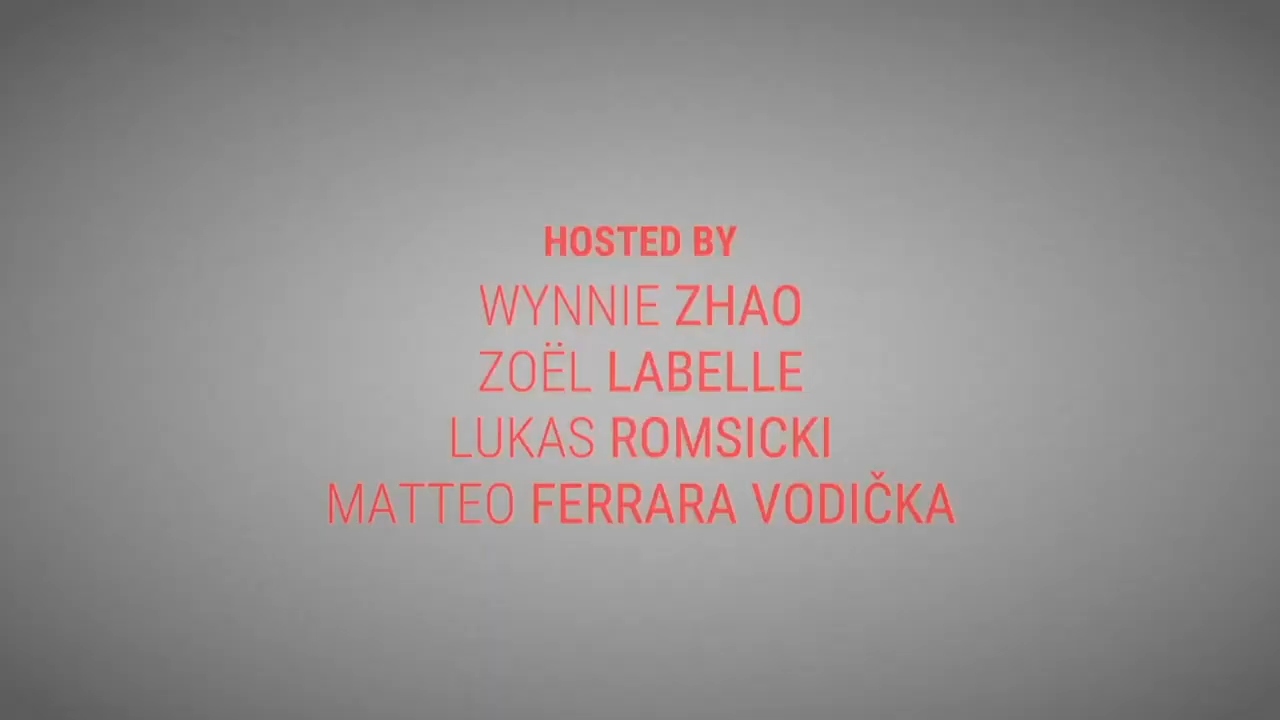 HOSTED BY
WYNNIE ZHAO
ZOËL LABELLE
LUKAS ROMSICKI
MATTEO FERRARA VODIČKA